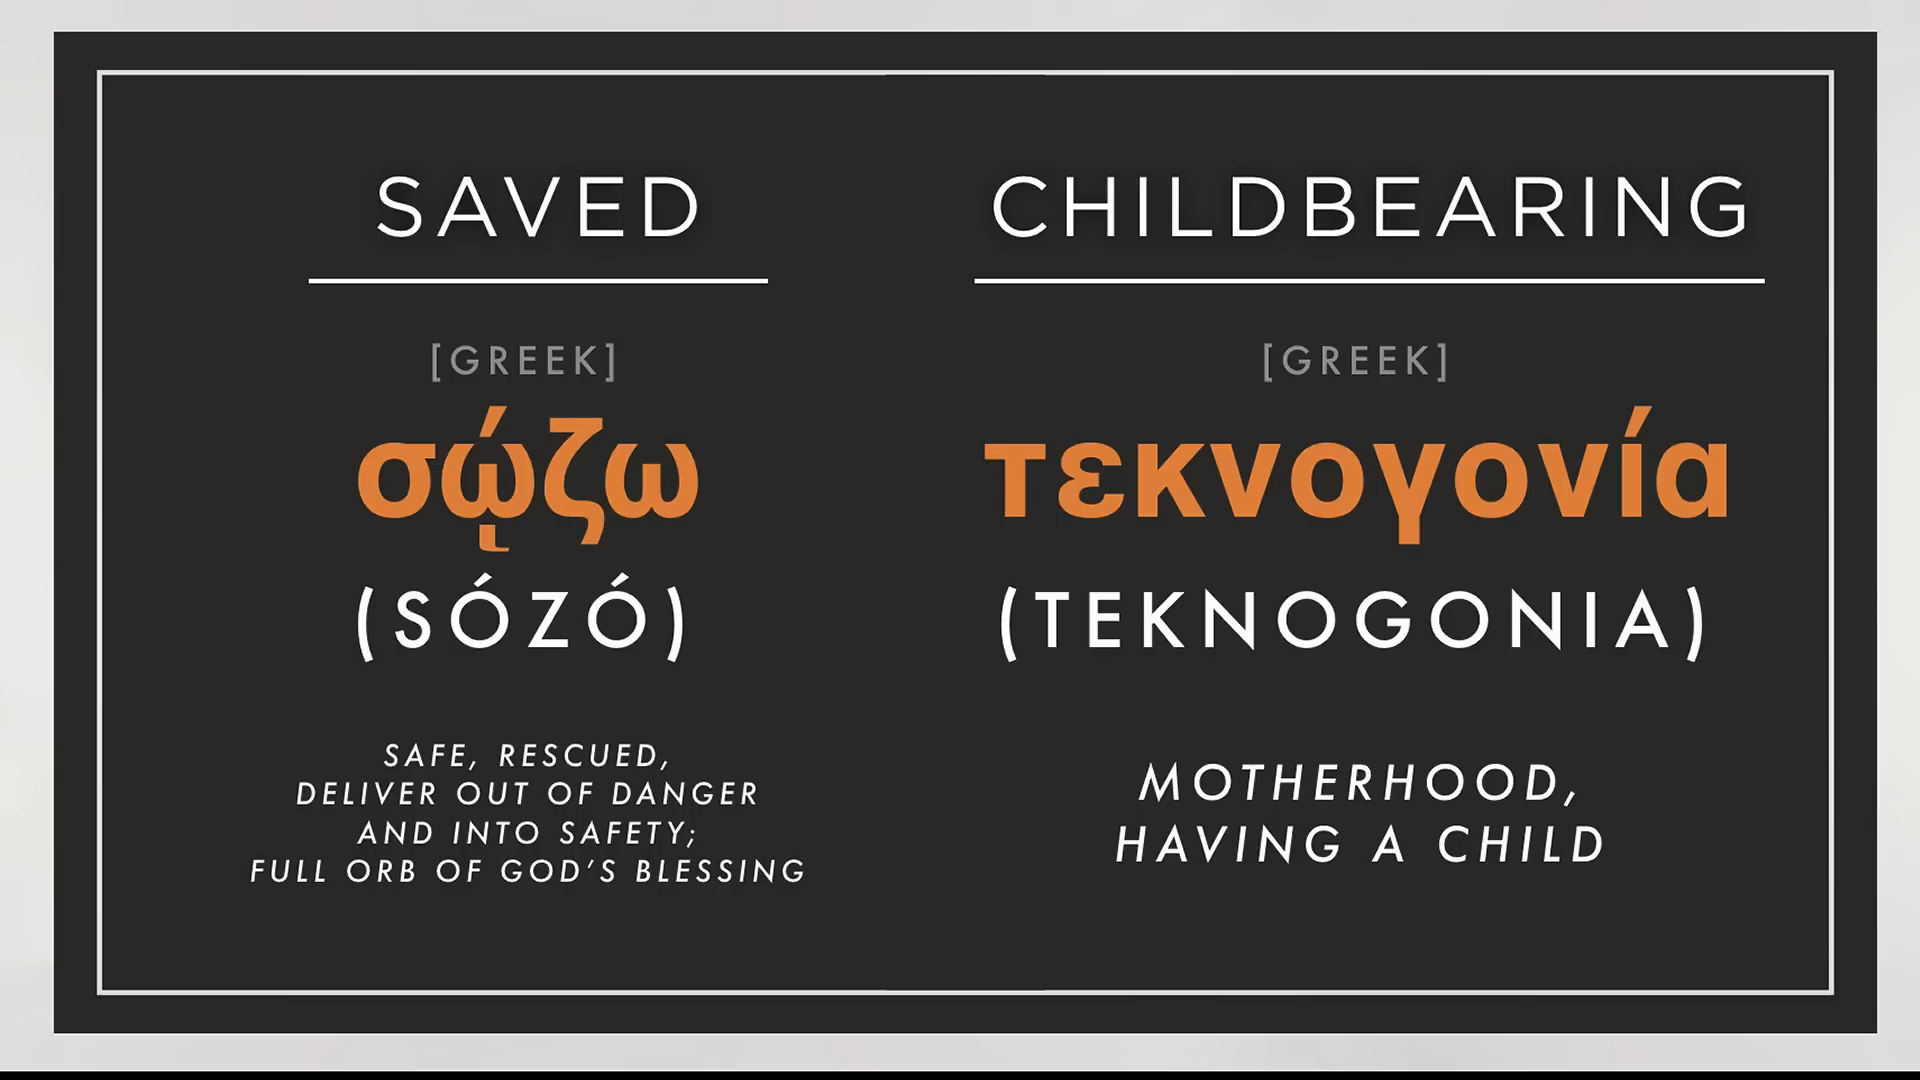 SAVED
[GREEK]
σῴζω
(SÓZÓ)
SAFE, RESCUED,
DELIVER OUT OF DANGER
AND INTO SAFETY;
FULL ORB OF GOD’S BLESSING
CHILDBEARING
[GREEK]
τεκνογονία
(TEKNOGONIA)
MOTHERHOOD,
HAVING A CHILD